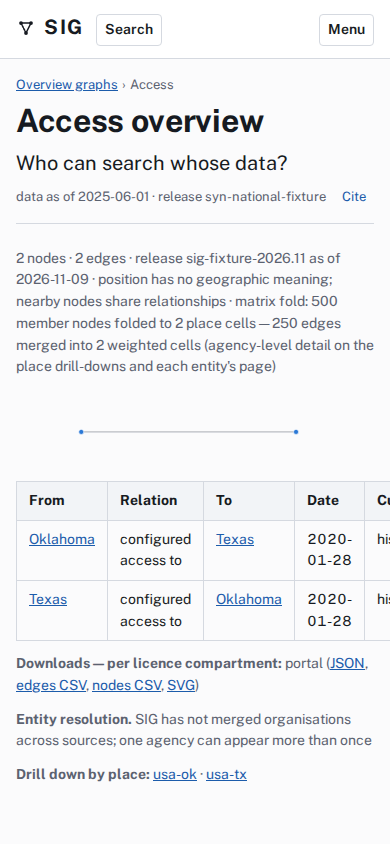 SIG Search Menu
Overview graphs › Access
Access overview
Who can search whose data?
data as of 2025-06-01 · release syn-national-fixture Cite
2 nodes · 2 edges · release sig-fixture-2026.11 as of
2026-11-09 · position has no geographic meaning;
nearby nodes share relationships · matrix fold: 500
member nodes folded to 2 place cells — 250 edges
merged into 2 weighted cells (agency-level detail on the
place drill-downs and each entity's page)
From Relation To Date
Oklahoma configured access to Texas 2020-01-28
Texas configured access to Oklahoma 2020-01-28
Downloads — per licence compartment: portal (JSON,
edges CSV, nodes CSV, SVG)
Entity resolution. SIG has not merged organisations
across sources; one agency can appear more than once
Drill down by place: usa-ok · usa-tx